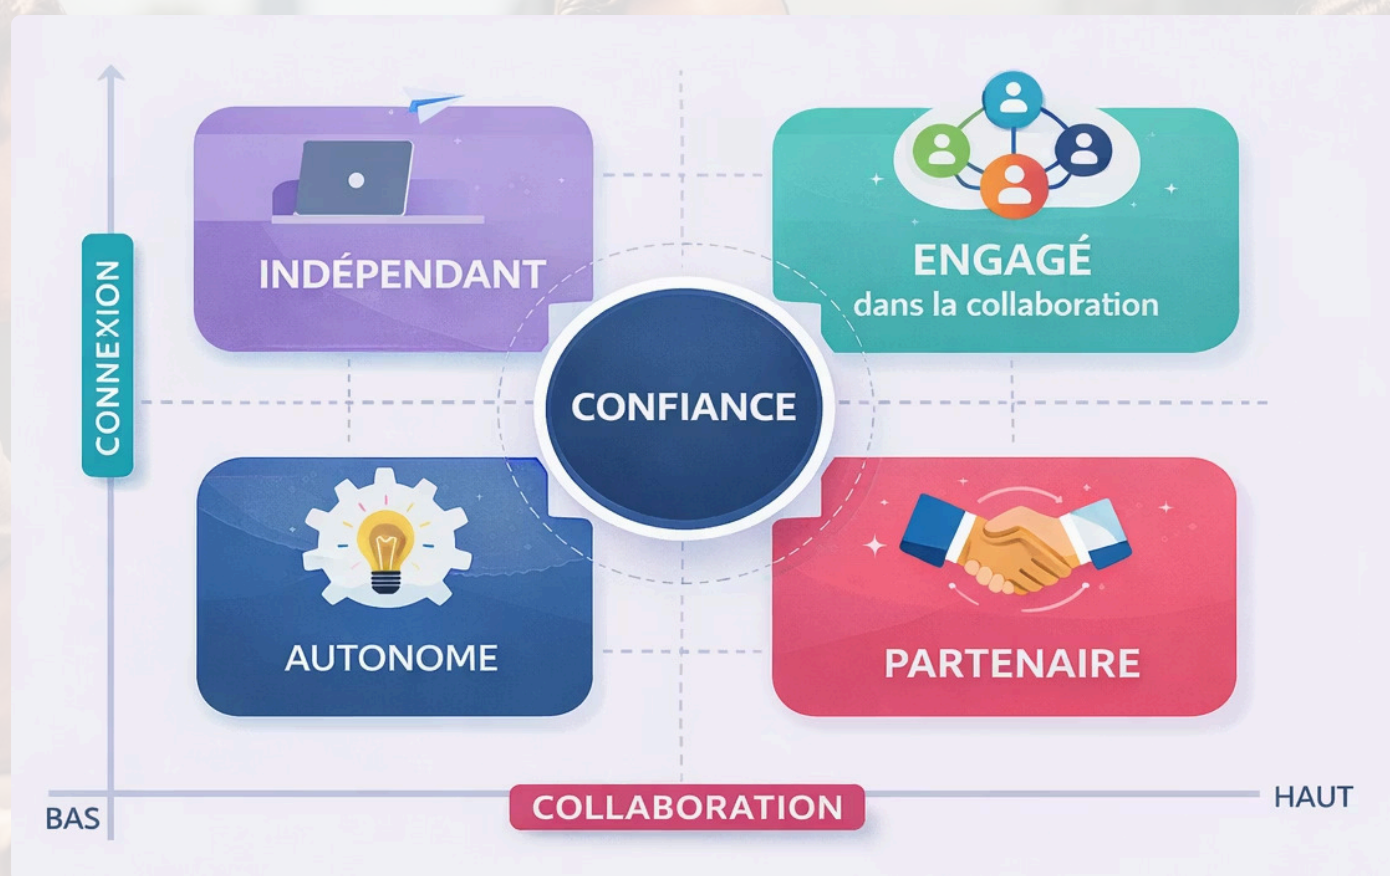 INDÉPENDANT
ENGAGÉ
dans la collaboration
CONNEXION
CONFIANCE
AUTONOME
PARTENAIRE
BAS
COLLABORATION
HAUT